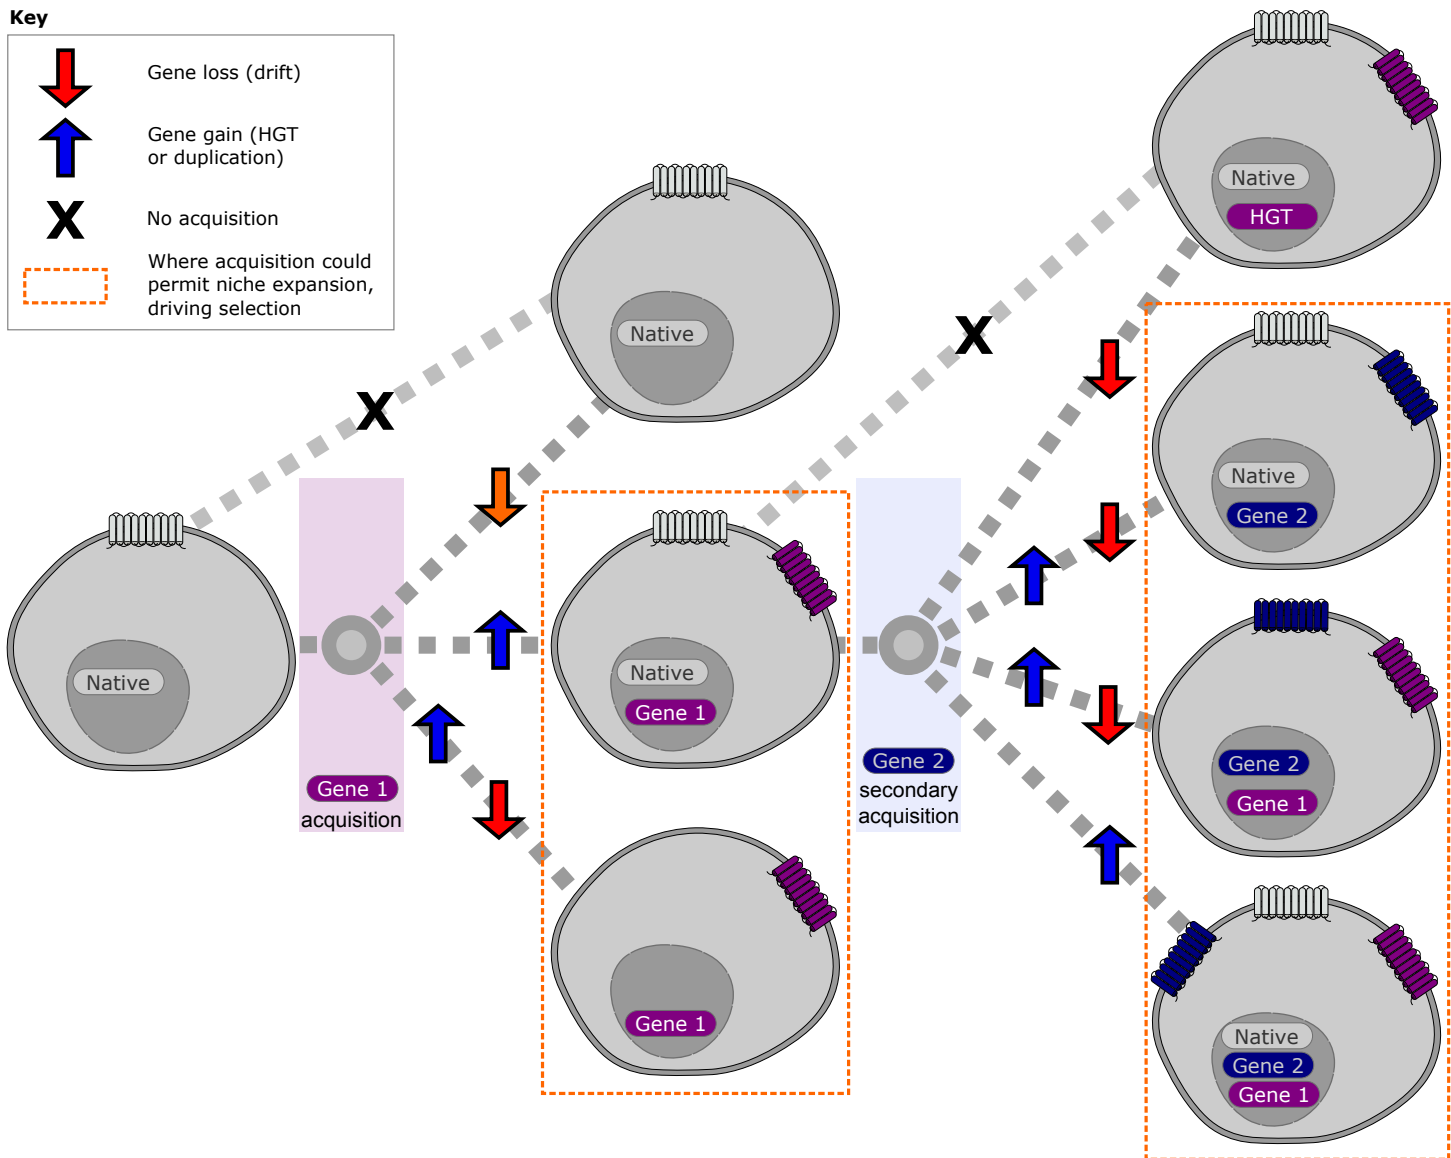 Key
Gene loss (drift)
Gene gain (HGT
or duplication)
X
No acquisition
Where acquisition could
permit niche expansion,
driving selection
Native
X
Gene 1
acquisition
Native
Native
Gene 1
Gene 1
X
Gene 2
secondary
acquisition
Native
HGT
Native
Gene 2
Gene 2
Gene 1
Native
Gene 2
Gene 1